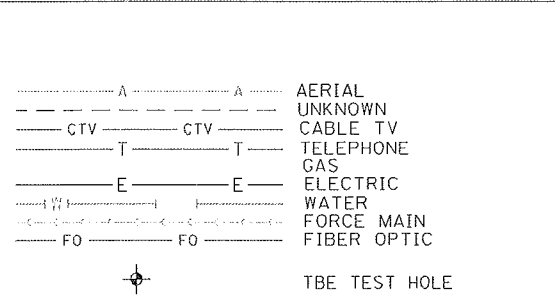 A A AERIAL
UNKNOWN
CTV CTV CABLE TV
T T TELEPHONE
GAS
E E ELECTRIC
W WATER
FORCE MAIN
FO FO FIBER OPTIC
TBE TEST HOLE